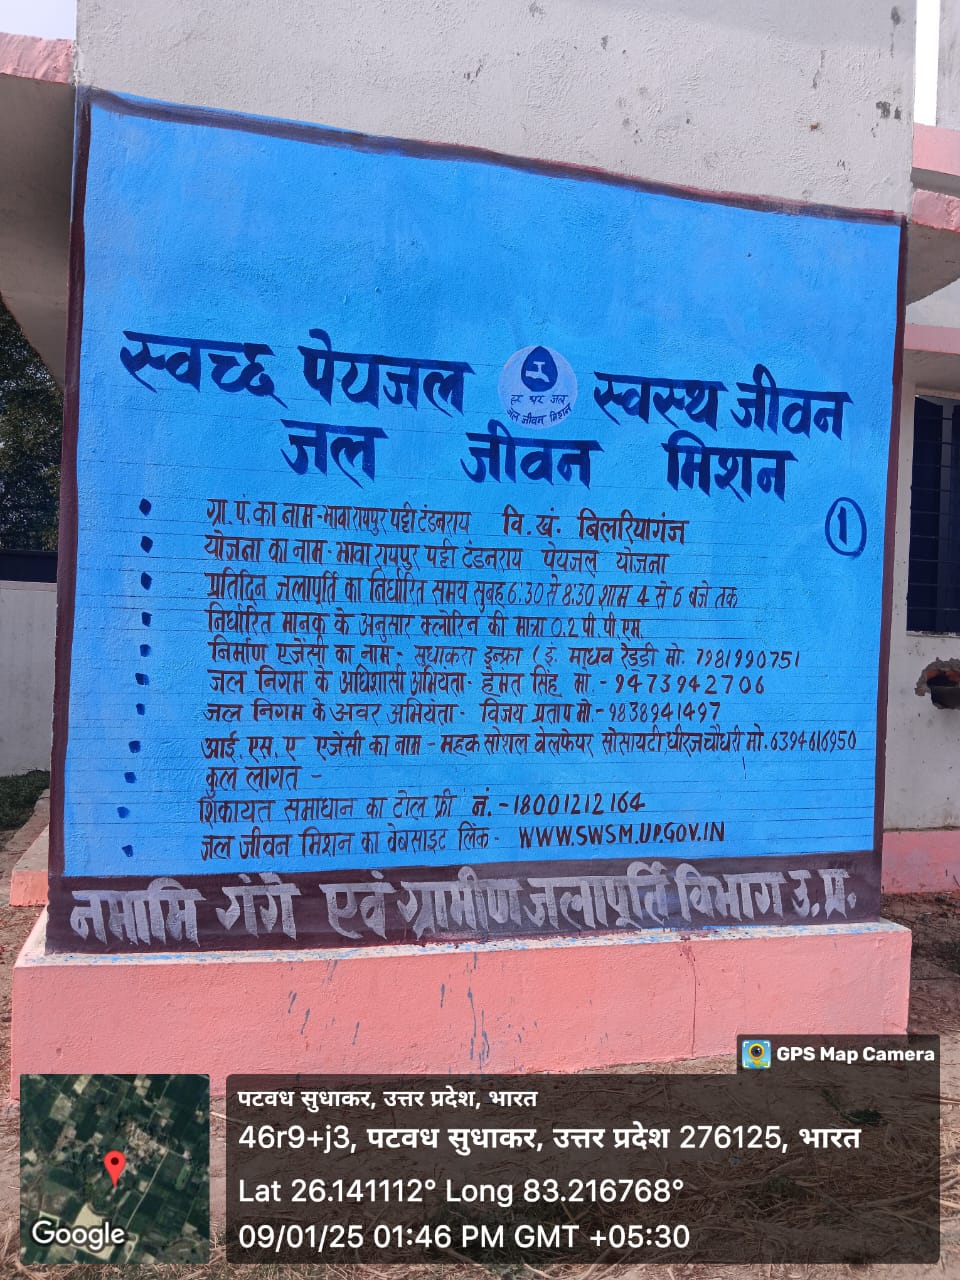 स्वच्छ पेयजल स्वस्थ जीवन
हर घर जल
जल जीवन मिशन
जल जीवन मिशन
1
ग्रा.पं.का नाम-भावारायपुर पट्टी टंडनराय वि.खं: बिलरियागंज
योजना का नाम- भावा रायपुर पट्टी टंडनराय पेयजल योजना
प्रतिदिन जलापूर्ति का निर्धारित समय सुबह 6:30 से 8:30 शाम 4 से 6 बजे तक
निर्धारित मानक के अनुसार क्लोरिन की मात्रा 0.2 पी.पी.एम.
निर्माण एजेंसी का नाम - सुधाकरा इन्फ्रा ( इं. माधव रेड्डी मो. 7981990751
जल निगम के अधिशासी अभियंता- हेमंत सिंह मो. - 9473942706
जल निगम के अवर अभियंता- विजय प्रताप मो.- 9838941497
आई. एस. ए एजेंसी का नाम - महक सोशल वेलफेयर सोसायटी धीरज चौधरी मो. 6394616950
कुल लागत -
शिकायत समाधान का टोल फ्री नं. - 18001212164
जल जीवन मिशन का वेबसाइट लिंक- WWW.SWSM.UP.GOV.IN
नमामि गंगे एवं ग्रामीण जलापूर्ति विभाग उ.प्र.
GPS Map Camera
पटवध सुधाकर, उत्तर प्रदेश, भारत
46r9+j3, पटवध सुधाकर, उत्तर प्रदेश 276125, भारत
Lat 26.141112° Long 83.216768°
09/01/25 01:46 PM GMT +05:30
Google